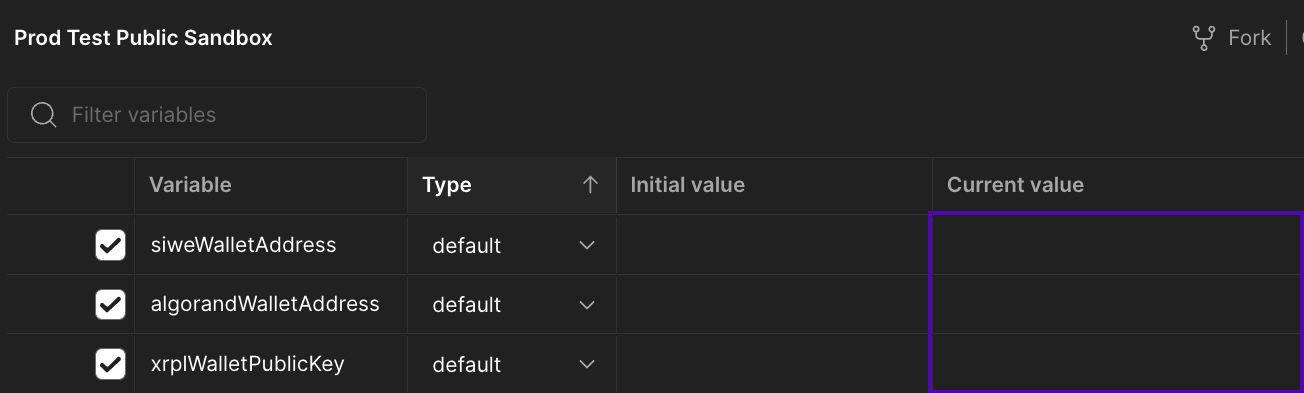 Prod Test Public Sandbox
Fork
Filter variables
Variable Type Initial value Current value
siweWalletAddress default
algorandWalletAddress default
xrplWalletPublicKey default